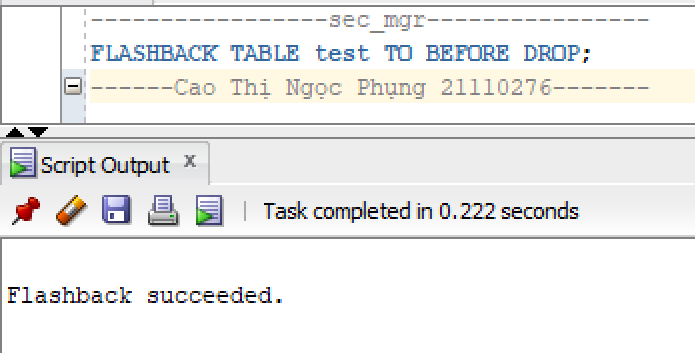 -----------------sec_mgr----------------
FLASHBACK TABLE test TO BEFORE DROP;
------Cao Thị Ngọc Phụng 21110276-------
Script Output x
Task completed in 0.222 seconds
Flashback succeeded.